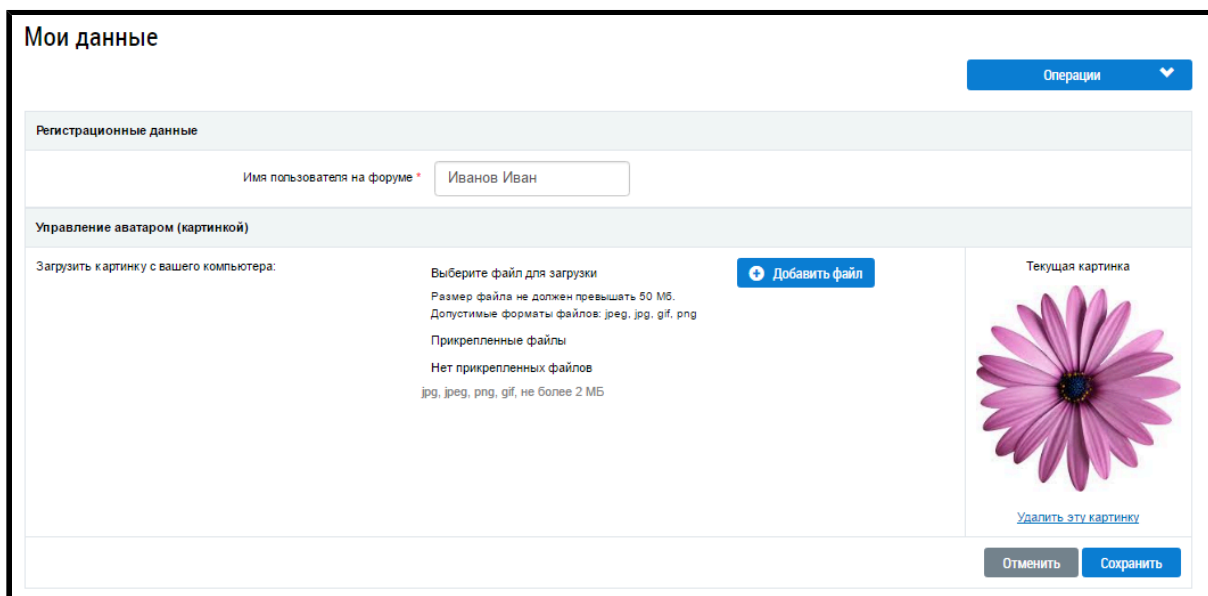 Мои данные
Операции
Регистрационные данные
Имя пользователя на форуме *
Иванов Иван
Управление аватаром (картинкой)
Загрузить картинку с вашего компьютера:
Выберите файл для загрузки
Добавить файл
Размер файла не должен превышать 50 Мб.
Допустимые форматы файлов: jpeg, jpg, gif, png
Прикрепленные файлы
Нет прикрепленных файлов
jpg, jpeg, png, gif, не более 2 МБ
Текущая картинка
Удалить эту картинку
Отменить
Сохранить